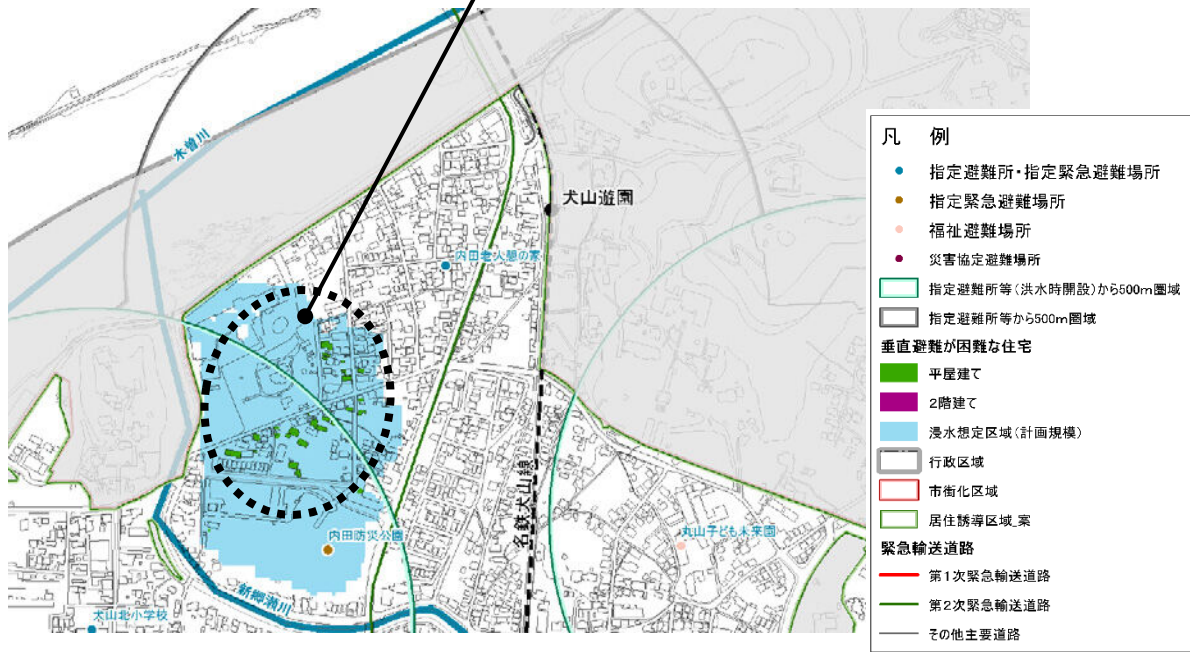 木曽川
犬山遊園
内田老人憩の家
名鉄犬山線
内田防災公園
丸山子ども未来園
新郷瀬川
犬山北小学校
凡 例
指定避難所・指定緊急避難場所
指定緊急避難場所
福祉避難場所
災害協定避難場所
指定避難所等(洪水時開設)から500m圏域
指定避難所等から500m圏域
垂直避難が困難な住宅
平屋建て
2階建て
浸水想定区域(計画規模)
行政区域
市街化区域
居住誘導区域_案
緊急輸送道路
第1次緊急輸送道路
第2次緊急輸送道路
その他主要道路